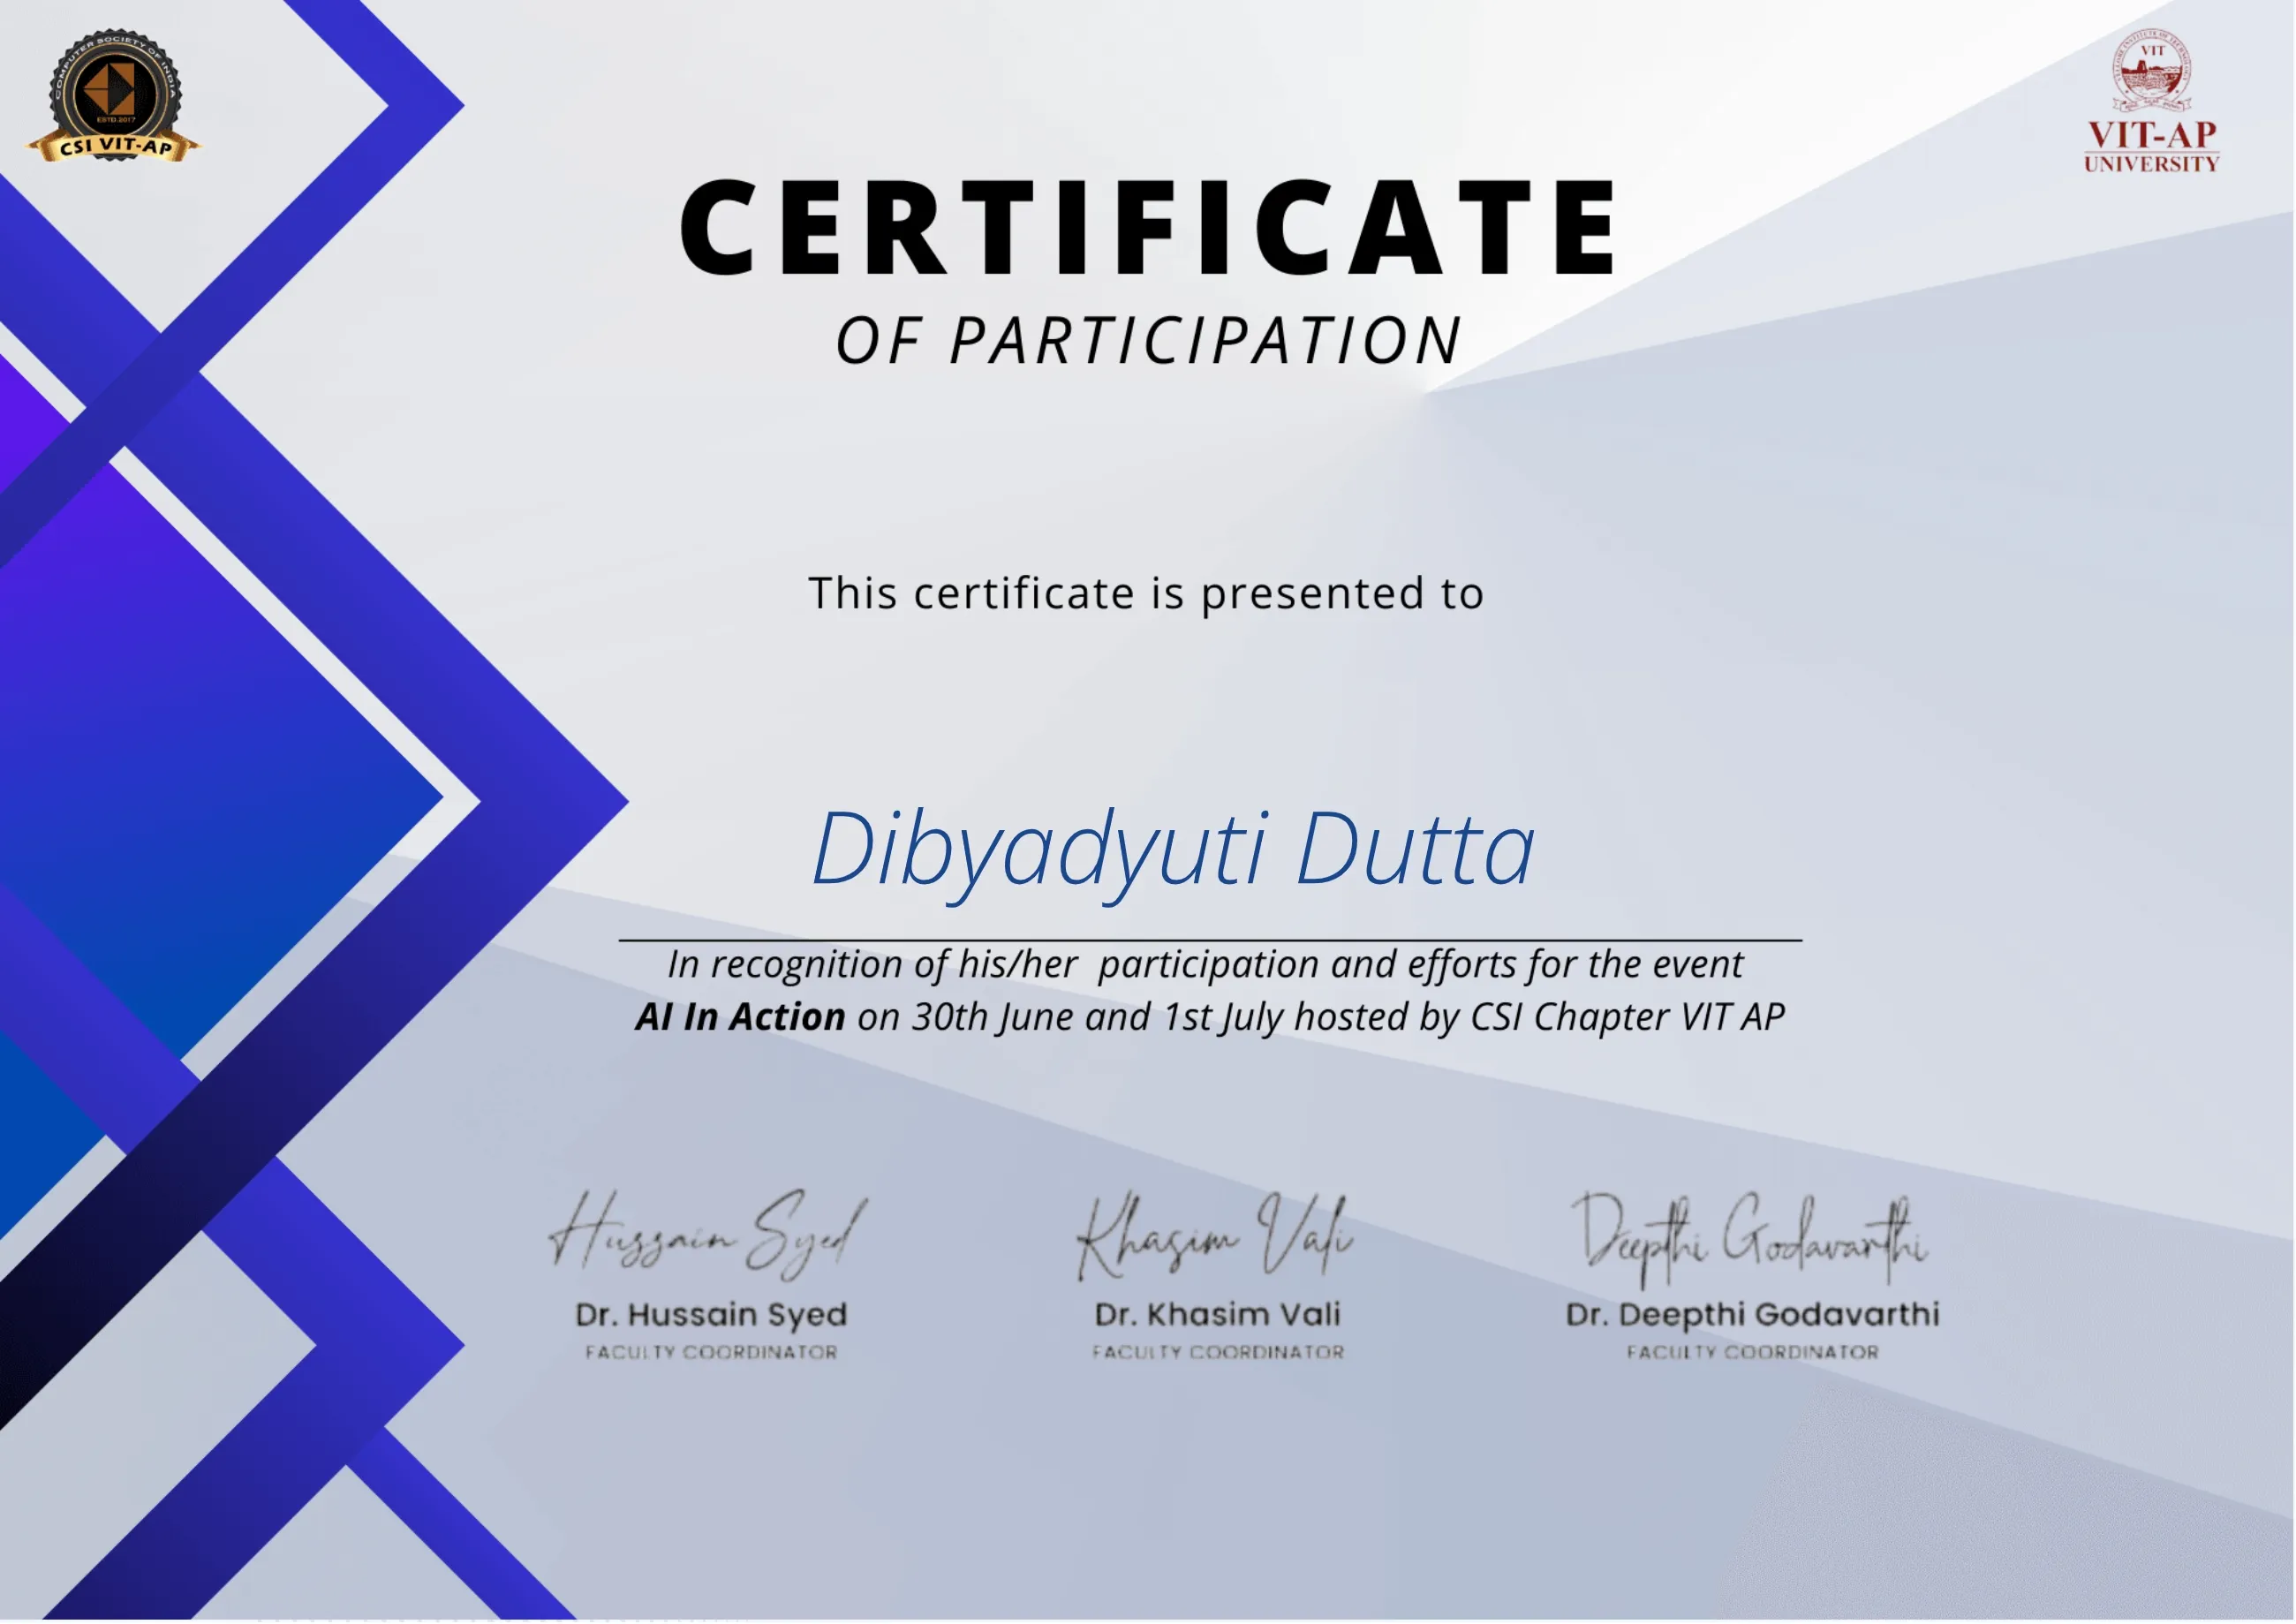 COMPUTER SOCIETY OF INDIA
ESTD.2017
CSI VIT-AP
VIT
VIT-AP
UNIVERSITY
CERTIFICATE
OF PARTICIPATION
This certificate is presented to
Dibyadyuti Dutta
In recognition of his/her participation and efforts for the event
AI In Action on 30th June and 1st July hosted by CSI Chapter VIT AP
Hussain Syed
Khasim Vali
Deepthi Godavarthi
Dr. Hussain Syed
Dr. Khasim Vali
Dr. Deepthi Godavarthi
FACULTY COORDINATOR
FACULTY COORDINATOR
FACULTY COORDINATOR